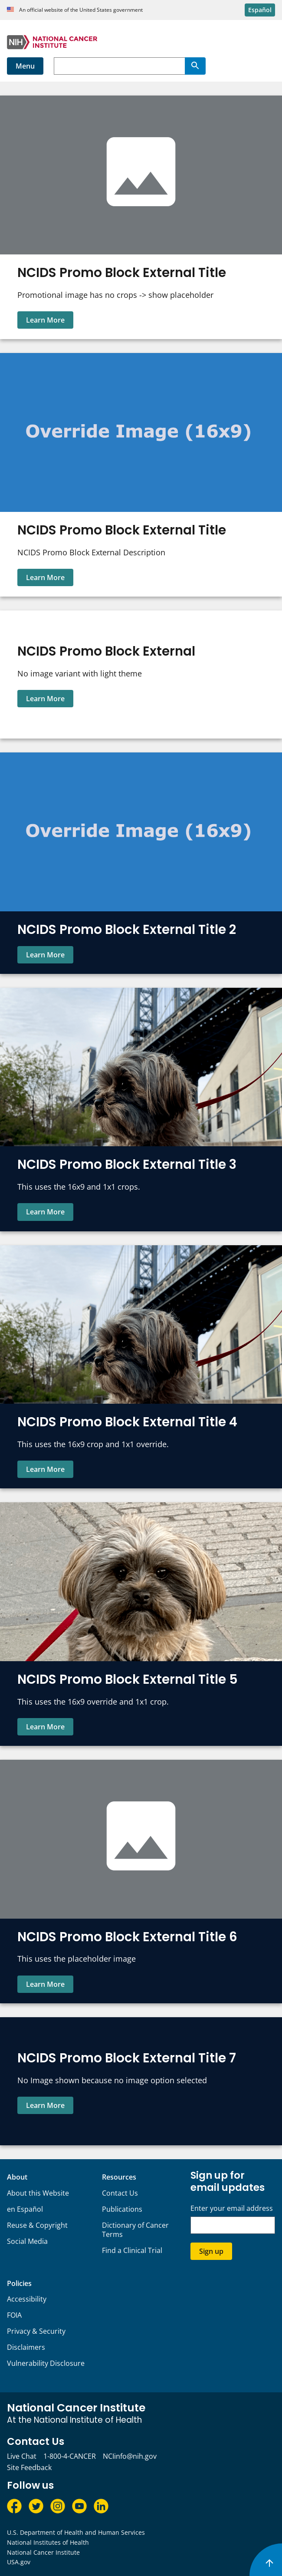 An official website of the United States government
Español
NIH
NATIONAL CANCER
INSTITUTE
Menu
NCIDS Promo Block External Title
Promotional image has no crops -> show placeholder
Learn More
Override Image (16x9)
NCIDS Promo Block External Title
NCIDS Promo Block External Description
Learn More
NCIDS Promo Block External
No image variant with light theme
Learn More
Override Image (16x9)
NCIDS Promo Block External Title 2
Learn More
NCIDS Promo Block External Title 3
This uses the 16x9 and 1x1 crops.
Learn More
NCIDS Promo Block External Title 4
This uses the 16x9 crop and 1x1 override.
Learn More
NCIDS Promo Block External Title 5
This uses the 16x9 override and 1x1 crop.
Learn More
NCIDS Promo Block External Title 6
This uses the placeholder image
Learn More
NCIDS Promo Block External Title 7
No Image shown because no image option selected
Learn More
About
About this Website
en Español
Reuse & Copyright
Social Media
Resources
Contact Us
Publications
Dictionary of Cancer
Terms
Find a Clinical Trial
Sign up for
email updates
Enter your email address
Sign up
Policies
Accessibility
FOIA
Privacy & Security
Disclaimers
Vulnerability Disclosure
National Cancer Institute
At the National Institute of Health
Contact Us
Live Chat 1-800-4-CANCER NCIinfo@nih.gov
Site Feedback
Follow us
U.S. Department of Health and Human Services
National Institutes of Health
National Cancer Institute
USA.gov